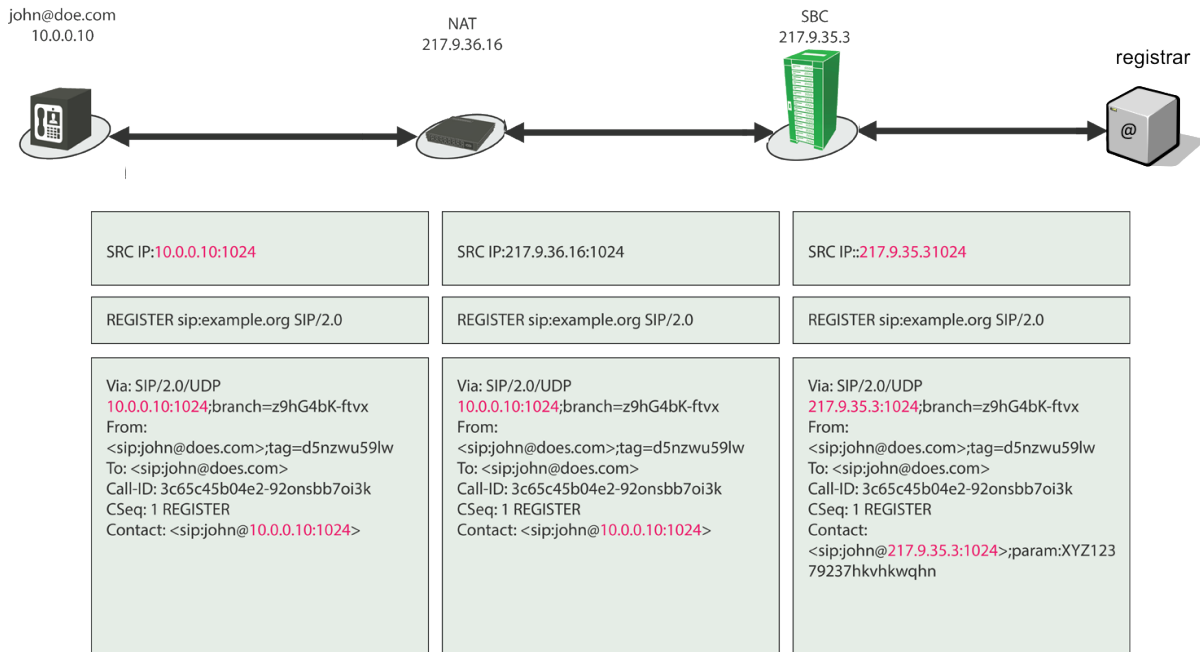 john@doe.com
10.0.0.10
NAT
217.9.36.16
SBC
217.9.35.3
registrar
@
SRC IP:10.0.0.10:1024
REGISTER sip:example.org SIP/2.0
Via: SIP/2.0/UDP
10.0.0.10:1024;branch=z9hG4bK-ftvx
From:
<sip:john@does.com>;tag=d5nzwu59lw
To: <sip:john@does.com>
Call-ID: 3c65c45b04e2-92onsbb7oi3k
CSeq: 1 REGISTER
Contact: <sip:john@10.0.0.10:1024>
SRC IP:217.9.36.16:1024
REGISTER sip:example.org SIP/2.0
Via: SIP/2.0/UDP
10.0.0.10:1024;branch=z9hG4bK-ftvx
From:
<sip:john@does.com>;tag=d5nzwu59lw
To: <sip:john@does.com>
Call-ID: 3c65c45b04e2-92onsbb7oi3k
CSeq: 1 REGISTER
Contact: <sip:john@10.0.0.10:1024>
SRC IP::217.9.35.31024
REGISTER sip:example.org SIP/2.0
Via: SIP/2.0/UDP
217.9.35.3:1024;branch=z9hG4bK-ftvx
From:
<sip:john@does.com>;tag=d5nzwu59lw
To: <sip:john@does.com>
Call-ID: 3c65c45b04e2-92onsbb7oi3k
CSeq: 1 REGISTER
Contact:
<sip:john@217.9.35.3:1024>;param:XYZ123
79237hkvhkwqhn